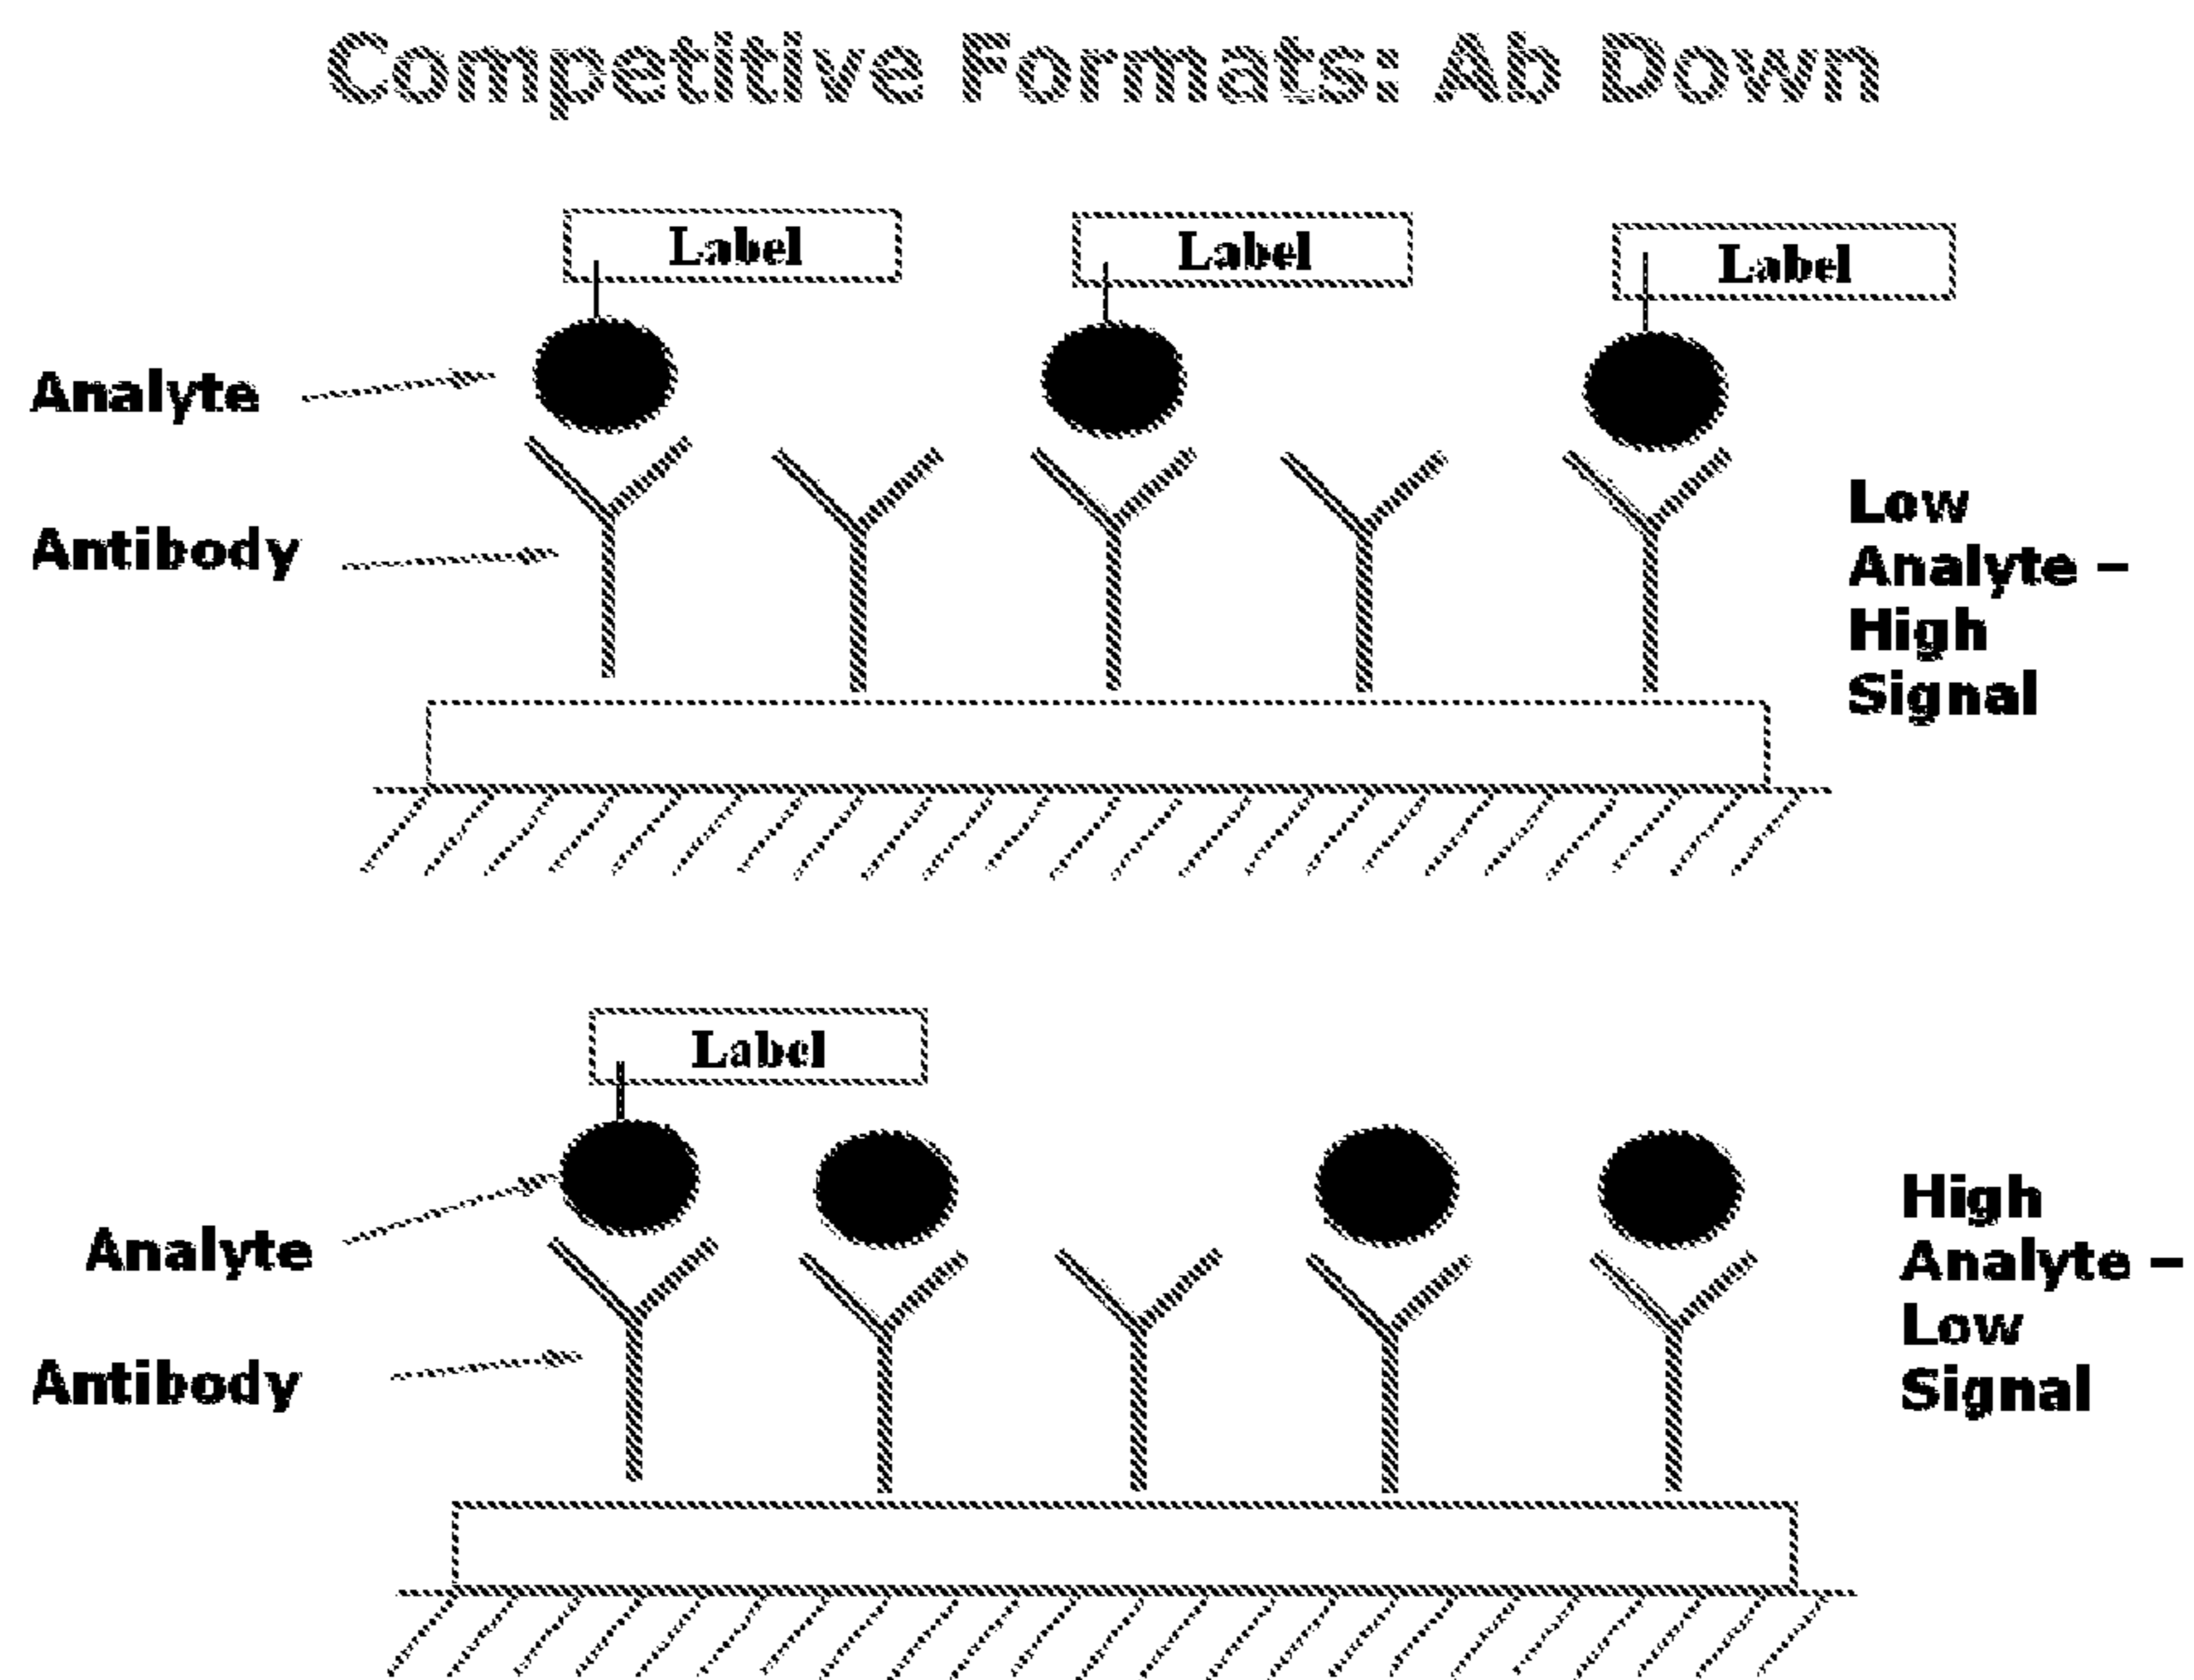 Competitive Formats: Ab Down
Label
Label
Label
Analyte
Antibody
Low
Analyte –
High
Signal
Label
Analyte
Antibody
High
Analyte –
Low
Signal